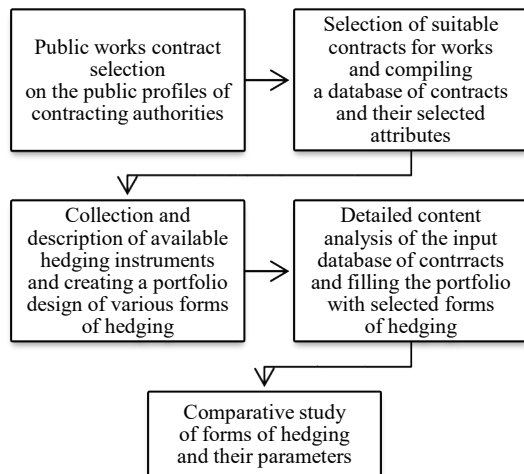 Public works contract
selection
on the public profiles of
contracting authorities
Selection of suitable
contracts for works
and compiling
a database of contracts
and their selected
attributes
Collection and
description of available
hedging instruments
and creating a portfolio
design of various forms
of hedging
Detailed content
analysis of the input
database of contrracts
and filling the portfolio
with selected forms
of hedging
Comparative study
of forms of hedging
and their parameters